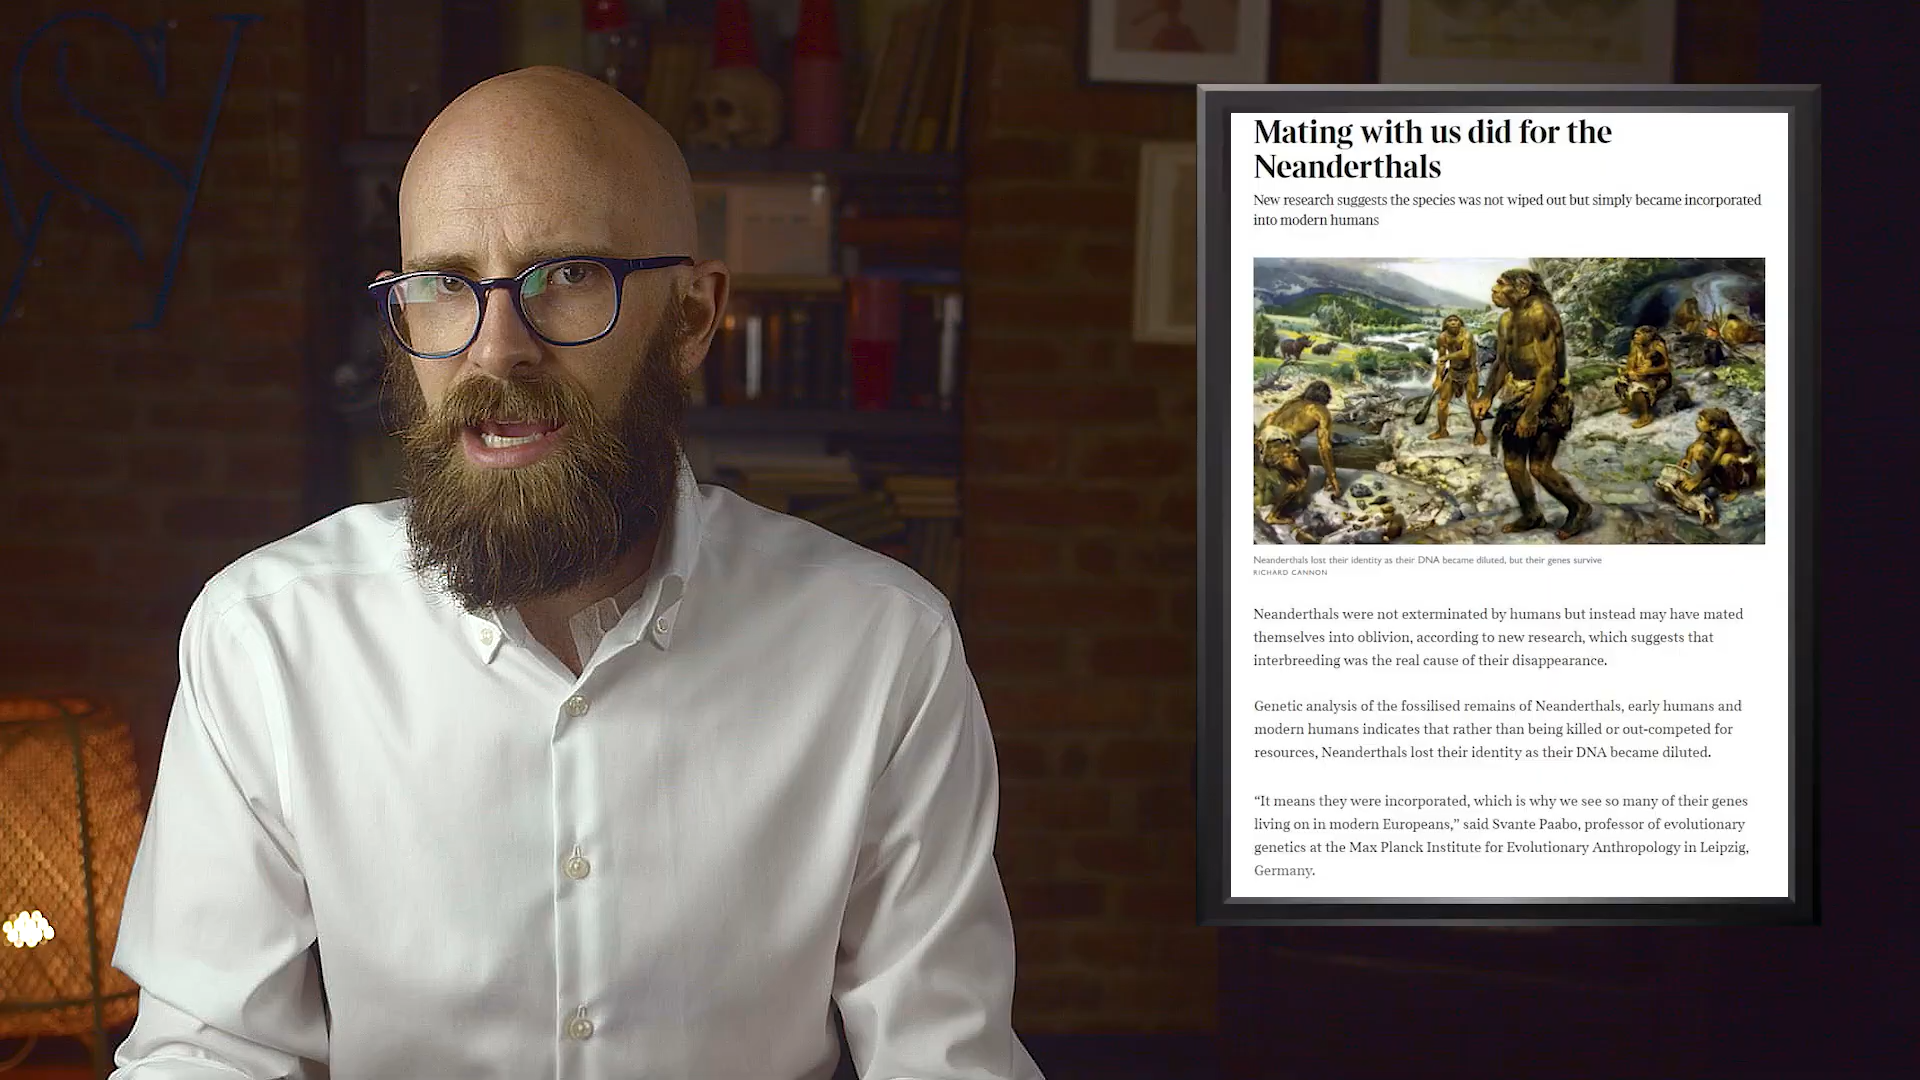 Mating with us did for the
Neanderthals
New research suggests the species was not wiped out but simply became incorporated
into modern humans
Neanderthals lost their identity as their DNA became diluted, but their genes survive
RICHARD CANNON
Neanderthals were not exterminated by humans but instead may have mated
themselves into oblivion, according to new research, which suggests that
interbreeding was the real cause of their disappearance.
Genetic analysis of the fossilised remains of Neanderthals, early humans and
modern humans indicates that rather than being killed or out-competed for
resources, Neanderthals lost their identity as their DNA became diluted.
“It means they were incorporated, which is why we see so many of their genes
living on in modern Europeans,” said Svante Paabo, professor of evolutionary
genetics at the Max Planck Institute for Evolutionary Anthropology in Leipzig,
Germany.